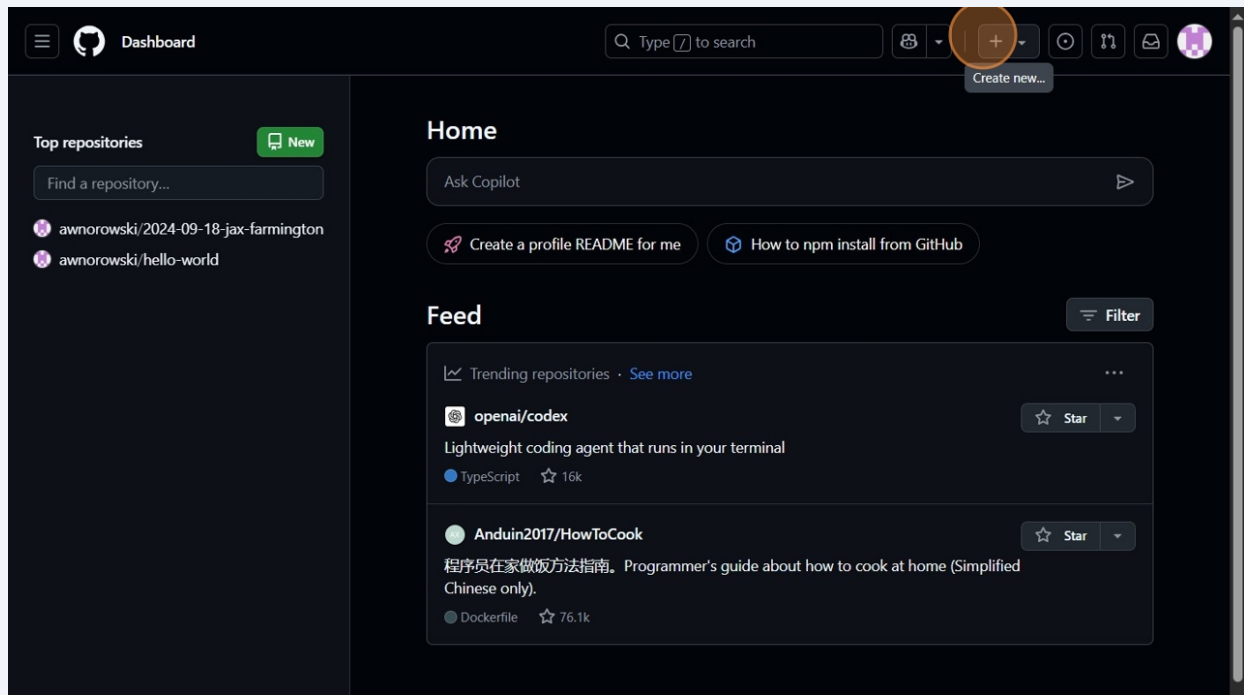 Dashboard
Type / to search
Create new...
Top repositories
New
Find a repository...
awnorowski/2024-09-18-jax-farmington
awnorowski/hello-world
Home
Ask Copilot
Create a profile README for me
How to npm install from GitHub
Feed
Filter
Trending repositories · See more
openai/codex
Star
Lightweight coding agent that runs in your terminal
TypeScript 16k
Anduin2017/HowToCook
Star
程序员在家做饭方法指南。Programmer's guide about how to cook at home (Simplified
Chinese only).
Dockerfile 76.1k